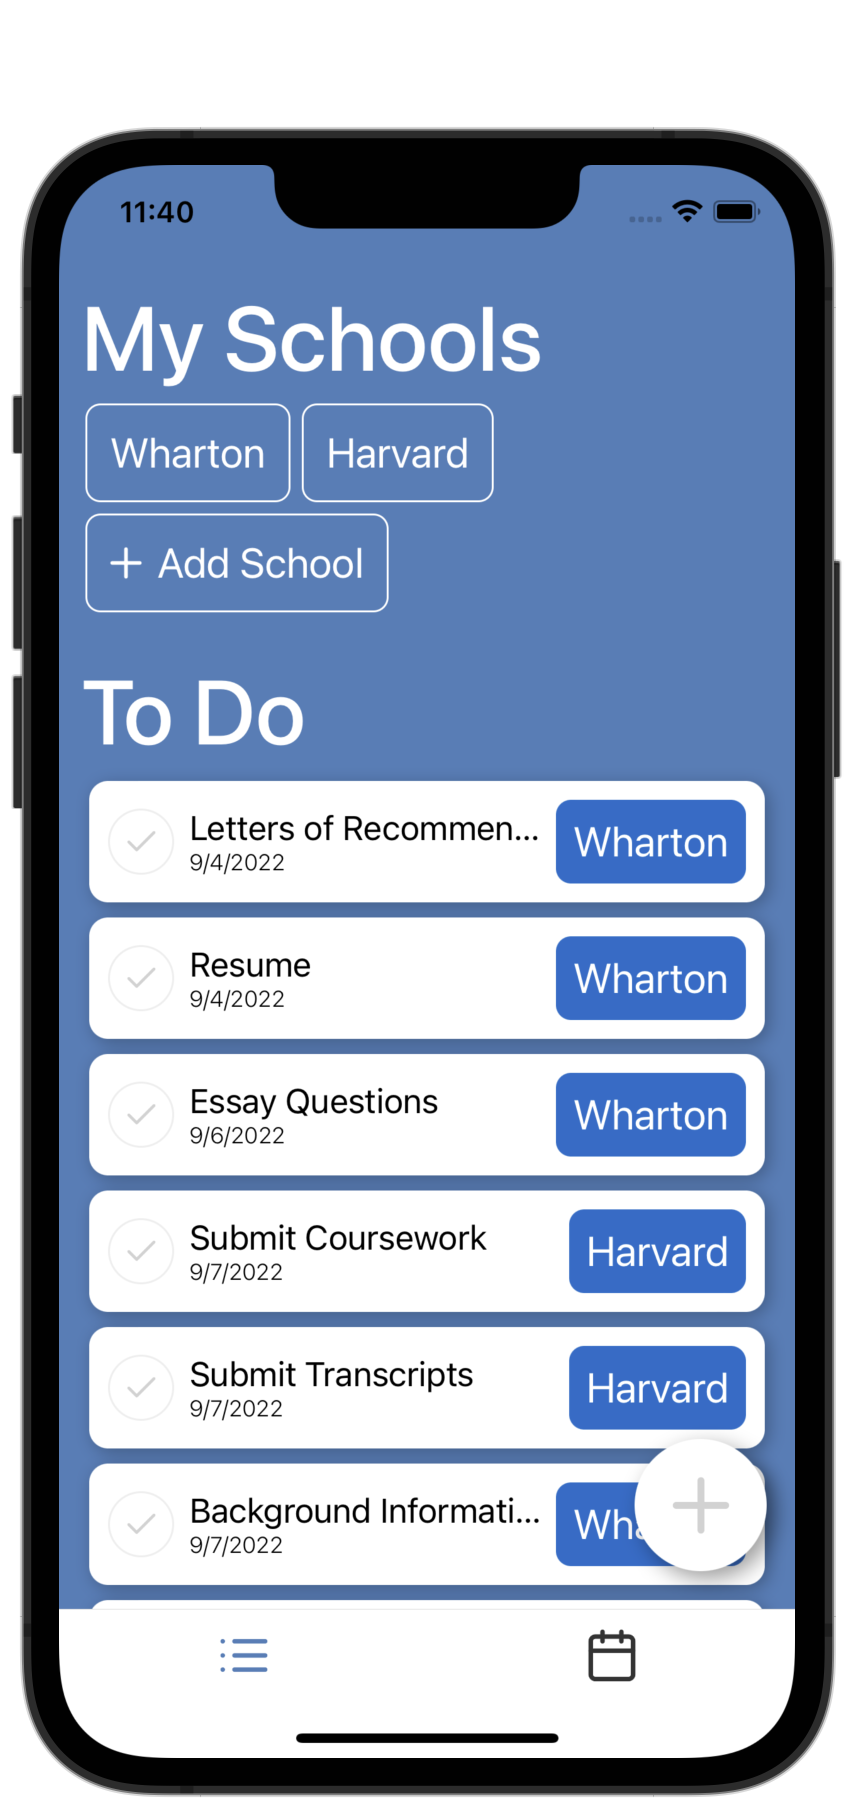 11:40
My Schools
Wharton
Harvard
+ Add School
To Do
Letters of Recommen...
9/4/2022
Wharton
Resume
9/4/2022
Wharton
Essay Questions
9/6/2022
Wharton
Submit Coursework
9/7/2022
Harvard
Submit Transcripts
9/7/2022
Harvard
Background Informati...
9/7/2022